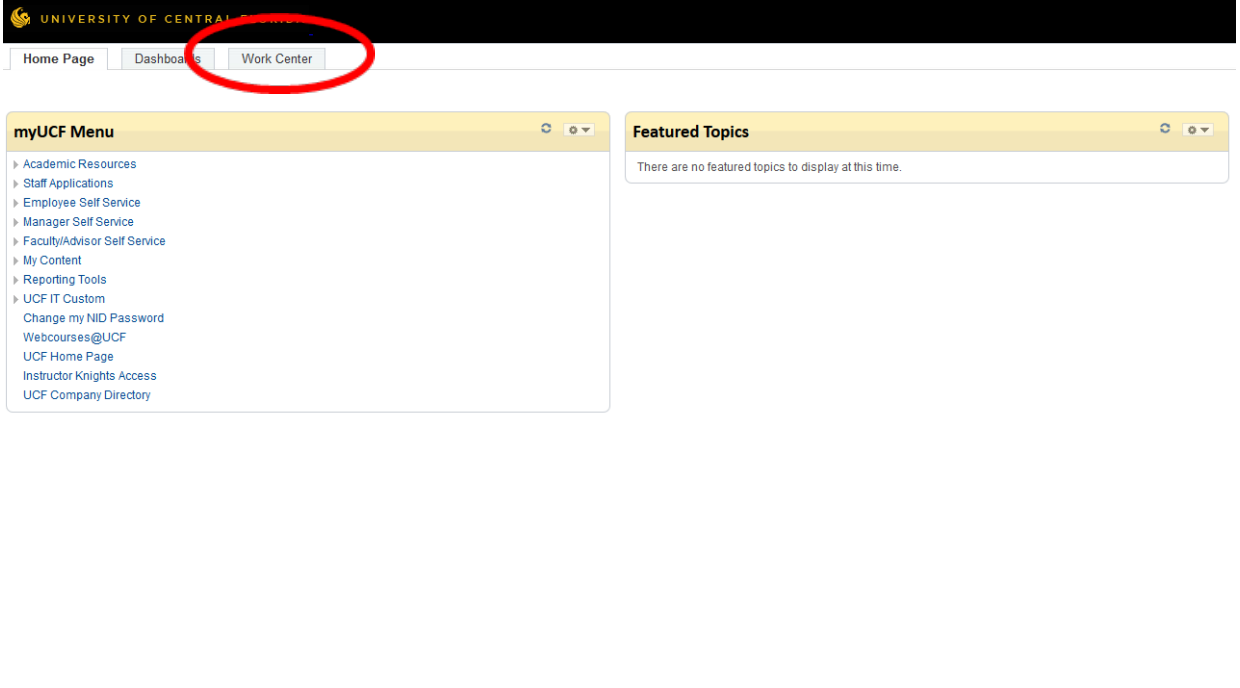 UNIVERSITY OF CENTRAL FLORIDA
Home Page
Dashboards
Work Center
myUCF Menu
Academic Resources
Staff Applications
Employee Self Service
Manager Self Service
Faculty/Advisor Self Service
My Content
Reporting Tools
UCF IT Custom
Change my NID Password
Webcourses@UCF
UCF Home Page
Instructor Knights Access
UCF Company Directory
Featured Topics
There are no featured topics to display at this time.